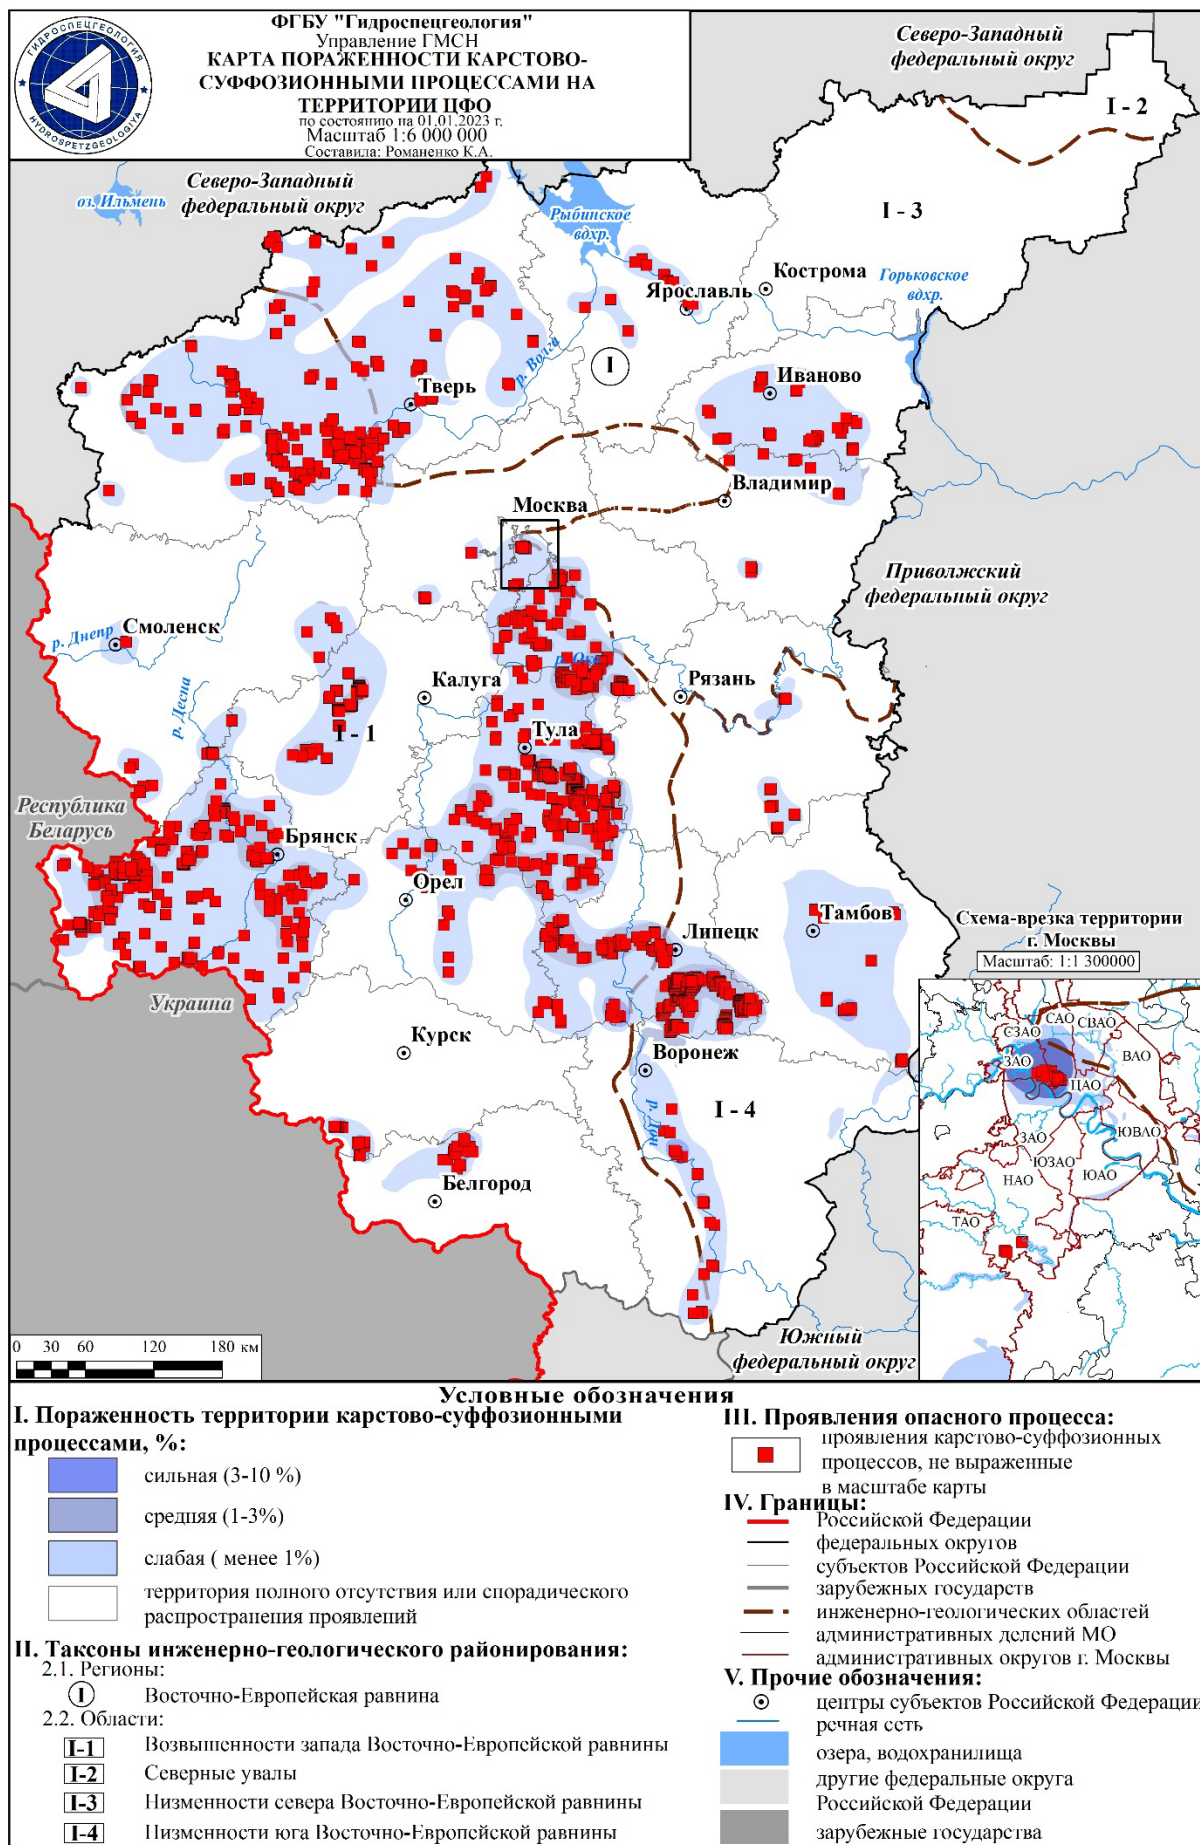 ГИДРОСПЕЦГЕОЛОГИЯ
HYDROSPETZGEOLOGIYA
ФГБУ "Гидроспецгеология"
Управление ГМСН
КАРТА ПОРАЖЕННОСТИ КАРСТОВО-
СУФФОЗИОННЫМИ ПРОЦЕССАМИ НА
ТЕРРИТОРИИ ЦФО
по состоянию на 01.01.2023 г.
Масштаб 1:6 000 000
Составила: Романенко К.А.
Северо-Западный
федеральный округ
I - 2
Северо-Западный
федеральный округ
оз. Ильмень
Рыбинское
вдхр.
I - 3
Кострома
Горьковское
вдхр.
Ярославль
I
р. Волга
Тверь
Иваново
Владимир
Москва
Приволжский
федеральный округ
р. Днепр
Смоленск
р. Ока
р. Десна
Калуга
Рязань
I - 1
Тула
Республика
Беларусь
Брянск
Орел
Тамбов
Липецк
Схема-врезка территории
г. Москвы
Масштаб: 1:1 300000
Украина
Курск
Воронеж
I - 4
р. Дон
Белгород
САО
СЗАО
СВАО
ЗАО
ВАО
ЦАО
ЗАО
ЮВАО
ЮЗАО
НАО
ЮАО
ТАО
Южный
федеральный округ
0 30 60 120 180 км
Условные обозначения
I. Пораженность территории карстово-суффозионными
процессами, %:
сильная (3-10 %)
средняя (1-3%)
слабая ( менее 1%)
территория полного отсутствия или спорадического
распространения проявлений
II. Таксоны инженерно-геологического районирования:
2.1. Регионы:
I Восточно-Европейская равнина
2.2. Области:
I-1 Возвышенности запада Восточно-Европейской равнины
I-2 Северные увалы
I-3 Низменности севера Восточно-Европейской равнины
I-4 Низменности юга Восточно-Европейской равнины
III. Проявления опасного процесса:
проявления карстово-суффозионных
процессов, не выраженные
в масштабе карты
IV. Границы:
Российской Федерации
федеральных округов
субъектов Российской Федерации
зарубежных государств
инженерно-геологических областей
административных делений МО
административных округов г. Москвы
V. Прочие обозначения:
центры субъектов Российской Федерации
речная сеть
озера, водохранилища
другие федеральные округа
Российской Федерации
зарубежные государства